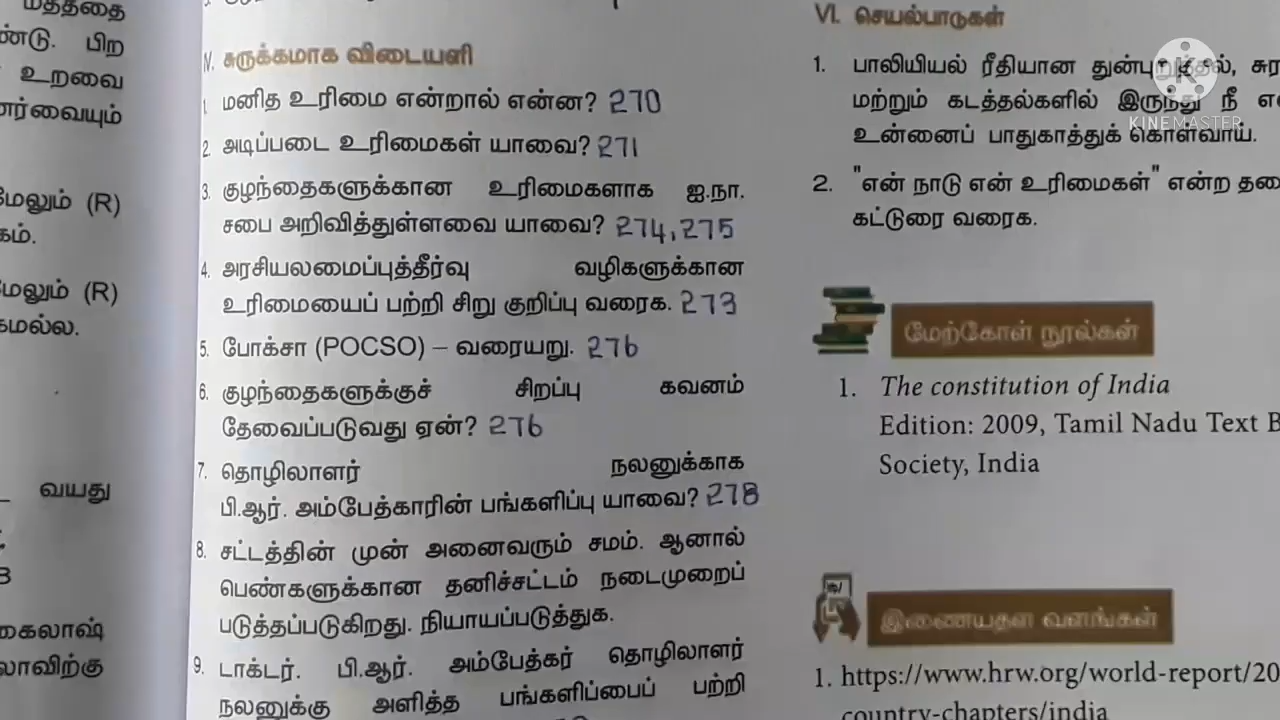 மதத்தை
ண்டு. பிற
உறவை
ார்வையும்
மேலும் (R)
கம்.
மேலும் (R)
கமல்ல.
வயது
3
கைலாஷ்
லாவிற்கு
IV. சுருக்கமாக விடையளி
1. மனித உரிமை என்றால் என்ன? 270
2. அடிப்படை உரிமைகள் யாவை? 271
3. குழந்தைகளுக்கான உரிமைகளாக ஐ.நா.
சபை அறிவித்துள்ளவை யாவை? 274,275
4. அரசியலமைப்புத்தீர்வு வழிகளுக்கான
உரிமையைப் பற்றி சிறு குறிப்பு வரைக. 273
5. போக்சா (POCSO) – வரையறு. 276
6. குழந்தைகளுக்குச் சிறப்பு கவனம்
தேவைப்படுவது ஏன்? 276
7. தொழிலாளர் நலனுக்காக
பி.ஆர். அம்பேத்காரின் பங்களிப்பு யாவை? 278
8. சட்டத்தின் முன் அனைவரும் சமம். ஆனால்
பெண்களுக்கான தனிச்சட்டம் நடைமுறைப்
படுத்தப்படுகிறது. நியாயப்படுத்துக.
9. டாக்டர். பி.ஆர். அம்பேத்கர் தொழிலாளர்
நலனுக்கு அளித்த பங்களிப்பைப் பற்றி
VI. செயல்பாடுகள்
1. பாலியியல் ரீதியான துன்புறுத்தல், சுர
மற்றும் கடத்தல்களில் இருந்து நீ எ
உன்னைப் பாதுகாத்துக் கொள்வாய்.
2. "என் நாடு என் உரிமைகள்" என்ற தலை
கட்டுரை வரைக.
மேற்கோள் நூல்கள்
1. The constitution of India
Edition: 2009, Tamil Nadu Text B
Society, India
இணையதள வளங்கள்
1. https://www.hrw.org/world-report/20
country-chapters/india
KINEMASTER